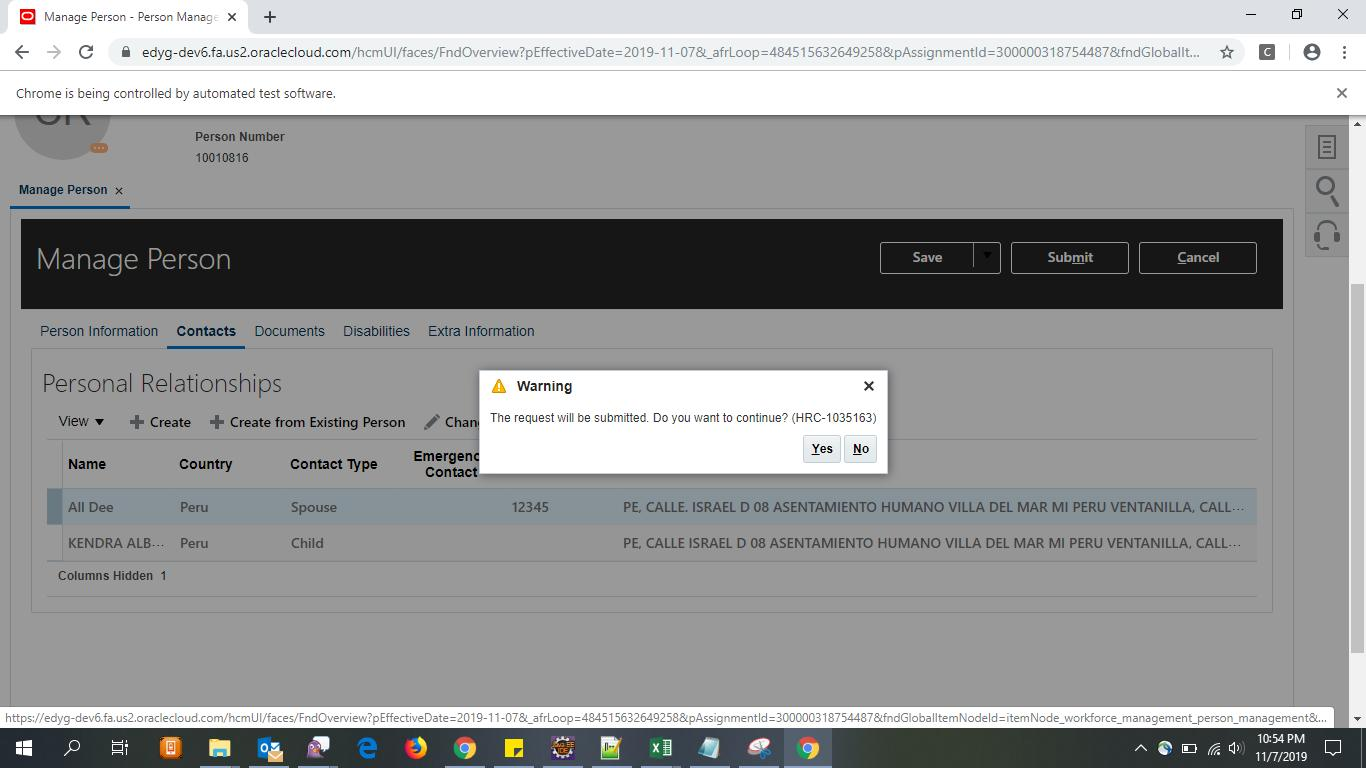 Manage Person - Person Manage
edyg-dev6.fa.us2.oraclecloud.com/hcmUI/faces/FndOverview?pEffectiveDate=2019-11-07&_afrLoop=484515632649258&pAssignmentId=300000318754487&fndGlobalIt...
C
Chrome is being controlled by automated test software.
Person Number
10010816
Manage Person
Manage Person
Save Submit Cancel
Person Information Contacts Documents Disabilities Extra Information
Personal Relationships
Warning
The request will be submitted. Do you want to continue? (HRC-1035163)
Yes No
View Create Create from Existing Person
Name Country Contact Type
Contact
All Dee Peru Spouse 12345 PE, CALLE. ISRAEL D 08 ASENTAMIENTO HUMANO VILLA DEL MAR MI PERU VENTANILLA, CALL...
KENDRA ALB... Peru Child PE, CALLE ISRAEL D 08 ASENTAMIENTO HUMANO VILLA DEL MAR MI PERU VENTANILLA, CALL...
Columns Hidden 1
https://edyg-dev6.fa.us2.oraclecloud.com/hcmUI/faces/FndOverview?pEffectiveDate=2019-11-07&_afrLoop=484515632649258&pAssignmentId=300000318754487&fndGlobalItemNodeId=itemNode_workforce_management_person_management&...
10:54 PM
11/7/2019